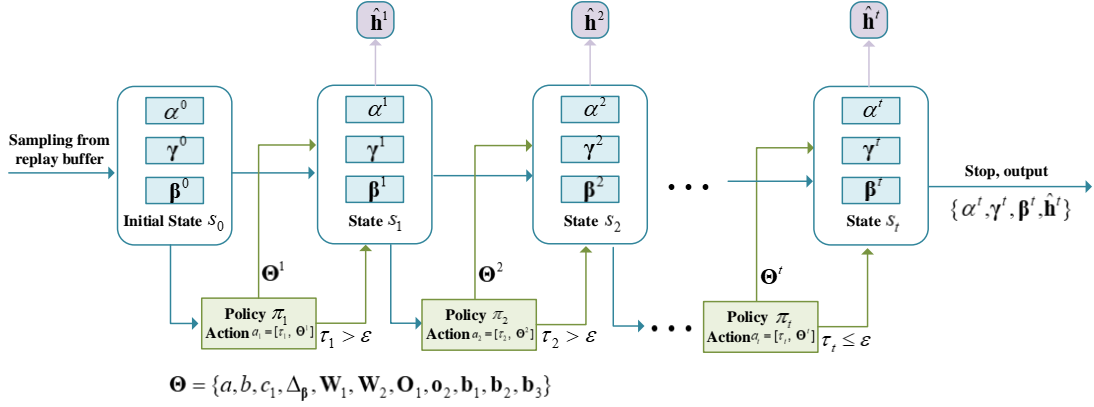 ĥ¹
ĥ²
ĥᵗ
α⁰
γ⁰
β⁰
Initial State s₀
α¹
γ¹
β¹
State s₁
α²
γ²
β²
State s₂
αᵗ
γᵗ
βᵗ
State sₜ
Sampling from
replay buffer
• • •
Stop, output
{αᵗ, γᵗ, βᵗ, ĥᵗ}
Θ¹
Θ²
Θᵗ
Policy π₁
Action a₁ = [τ₁, Θ¹]
τ₁ > ε
Policy π₂
Action a₂ = [τ₂, Θ²]
τ₂ > ε
• • •
Policy πₜ
Action aₜ = [τₜ, Θᵗ]
τₜ ≤ ε
Θ = {a, b, c₁, Δ_β, W₁, W₂, O₁, o₂, b₁, b₂, b₃}